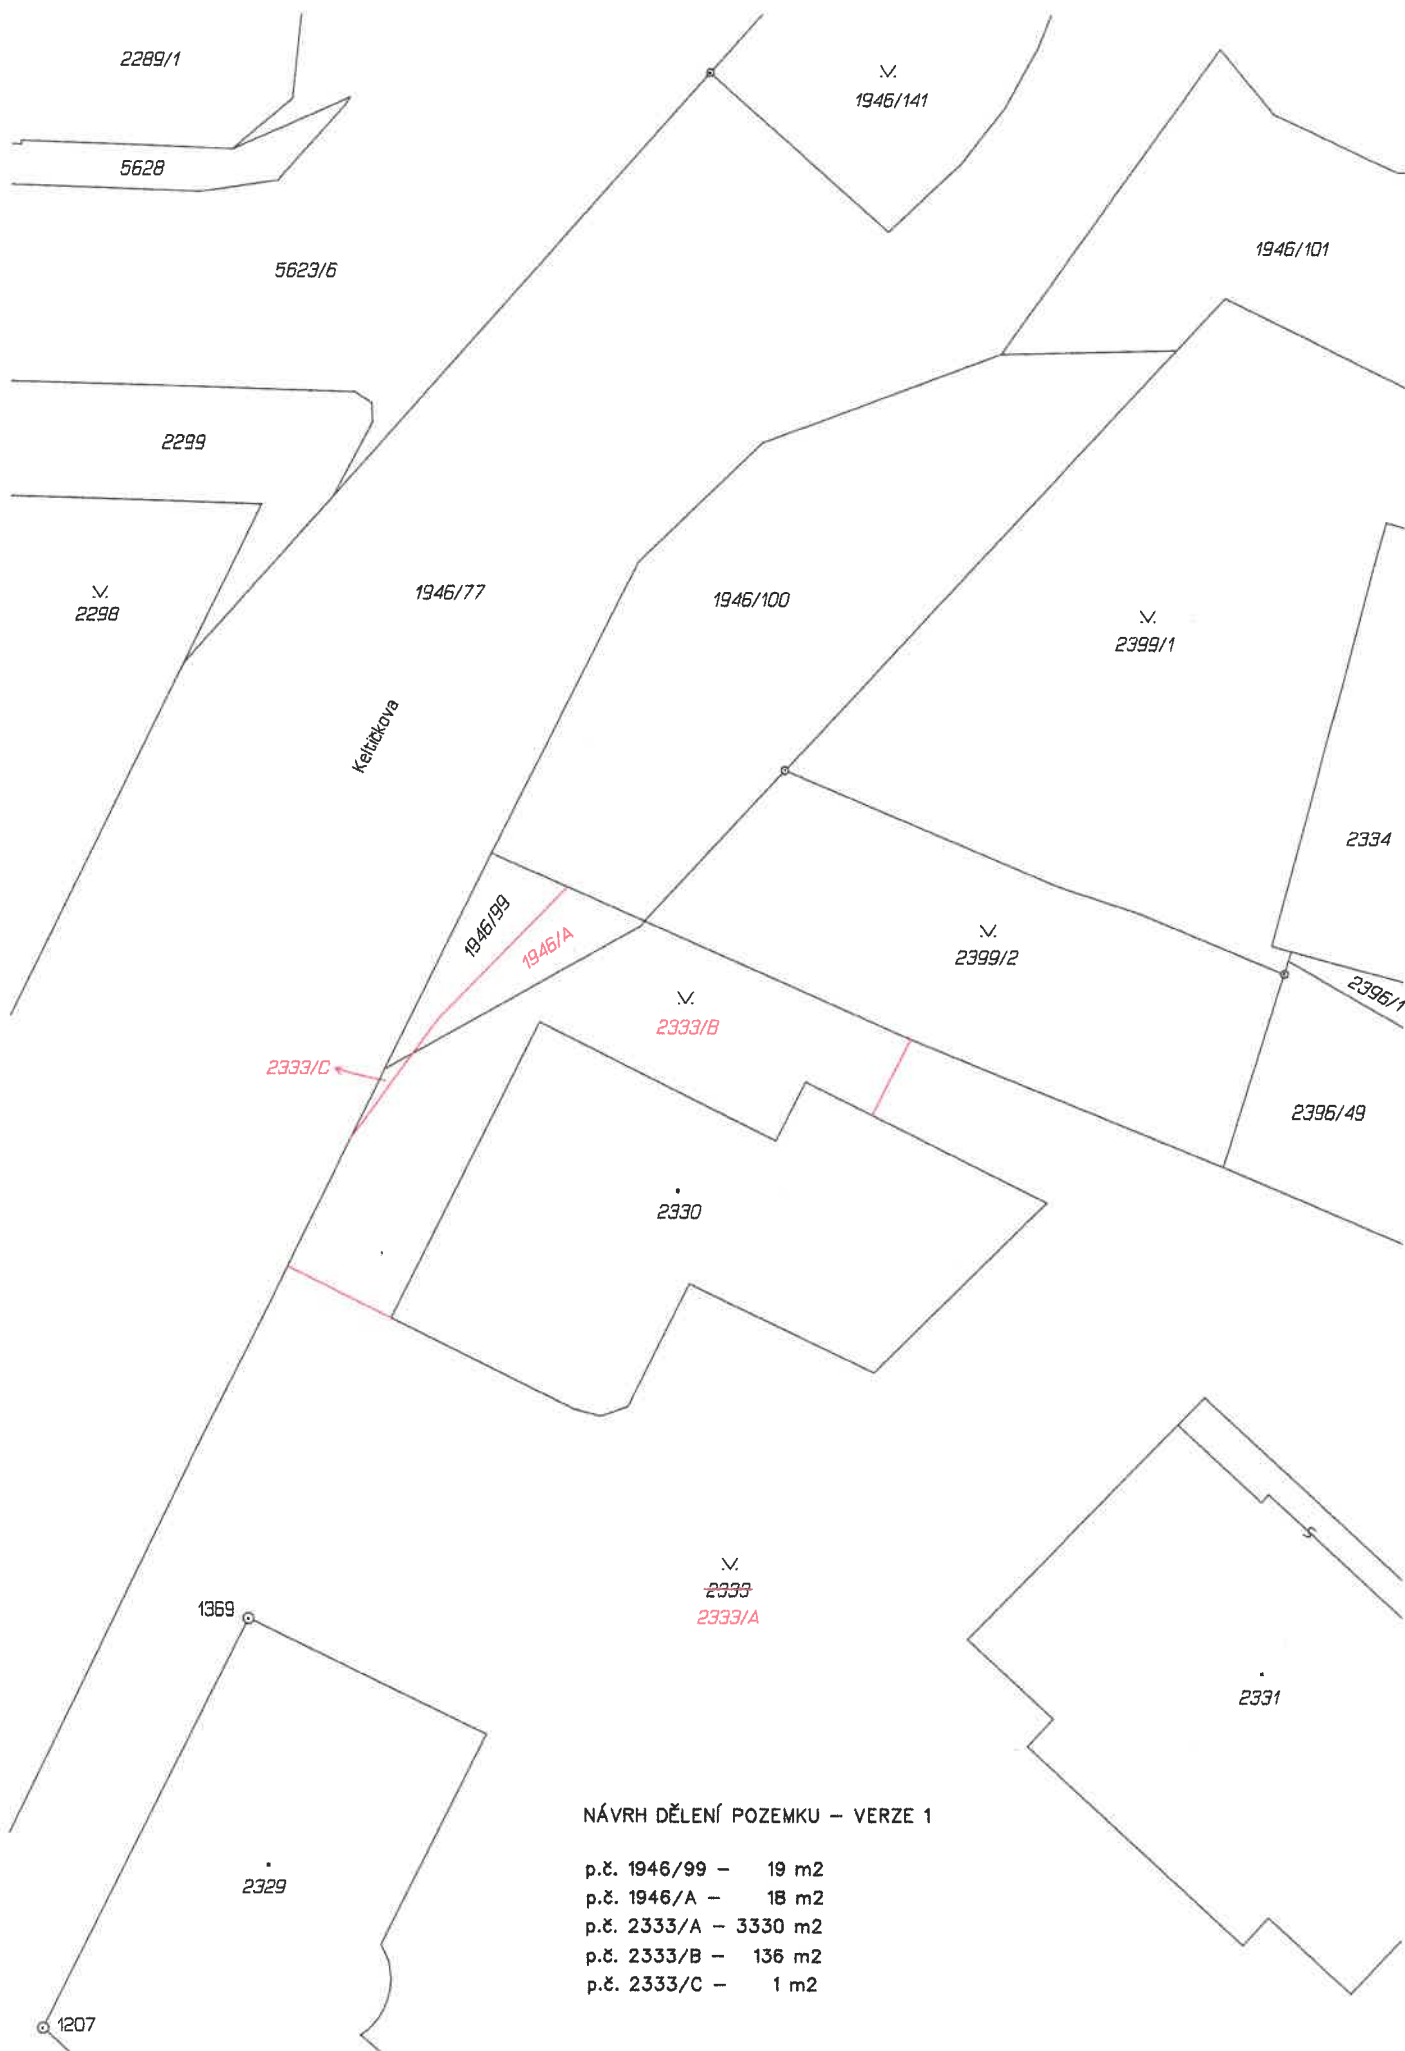 2289/1
1946/141
5628
1946/101
5623/6
2299
1946/77
1946/100
2298
2399/1
Keltičkova
2334
1946/99
1946/A
2399/2
2396/1
2333/B
2333/C
2396/49
2330
2333
2333/A
1369
2331
NÁVRH DĚLENÍ POZEMKU – VERZE 1
p.č. 1946/99 – 19 m2
2329
p.č. 1946/A – 18 m2
p.č. 2333/A – 3330 m2
p.č. 2333/B – 136 m2
p.č. 2333/C – 1 m2
1207